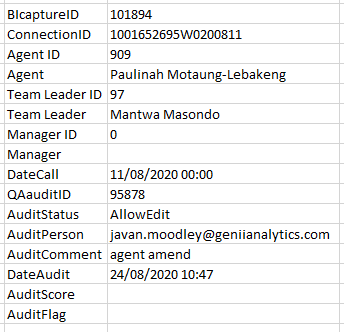 BIcaptureID 101894
ConnectionID 1001652695W0200811
Agent ID 909
Agent Paulinah Motaung-Lebakeng
Team Leader ID 97
Team Leader Mantwa Masondo
Manager ID 0
Manager
DateCall 11/08/2020 00:00
QAauditID 95878
AuditStatus AllowEdit
AuditPerson javan.moodley@geniianalytics.com
AuditComment agent amend
DateAudit 24/08/2020 10:47
AuditScore
AuditFlag